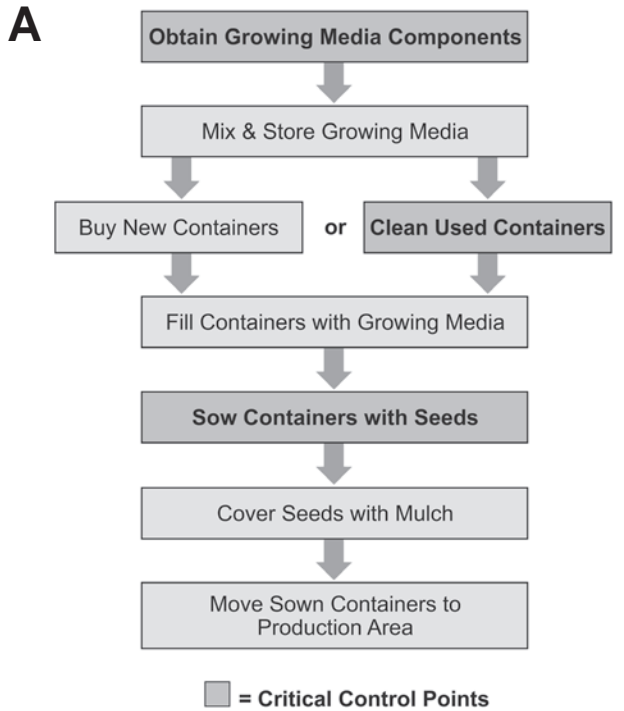 A
Obtain Growing Media Components
Mix & Store Growing Media
Buy New Containers
or
Clean Used Containers
Fill Containers with Growing Media
Sow Containers with Seeds
Cover Seeds with Mulch
Move Sown Containers to
Production Area
= Critical Control Points